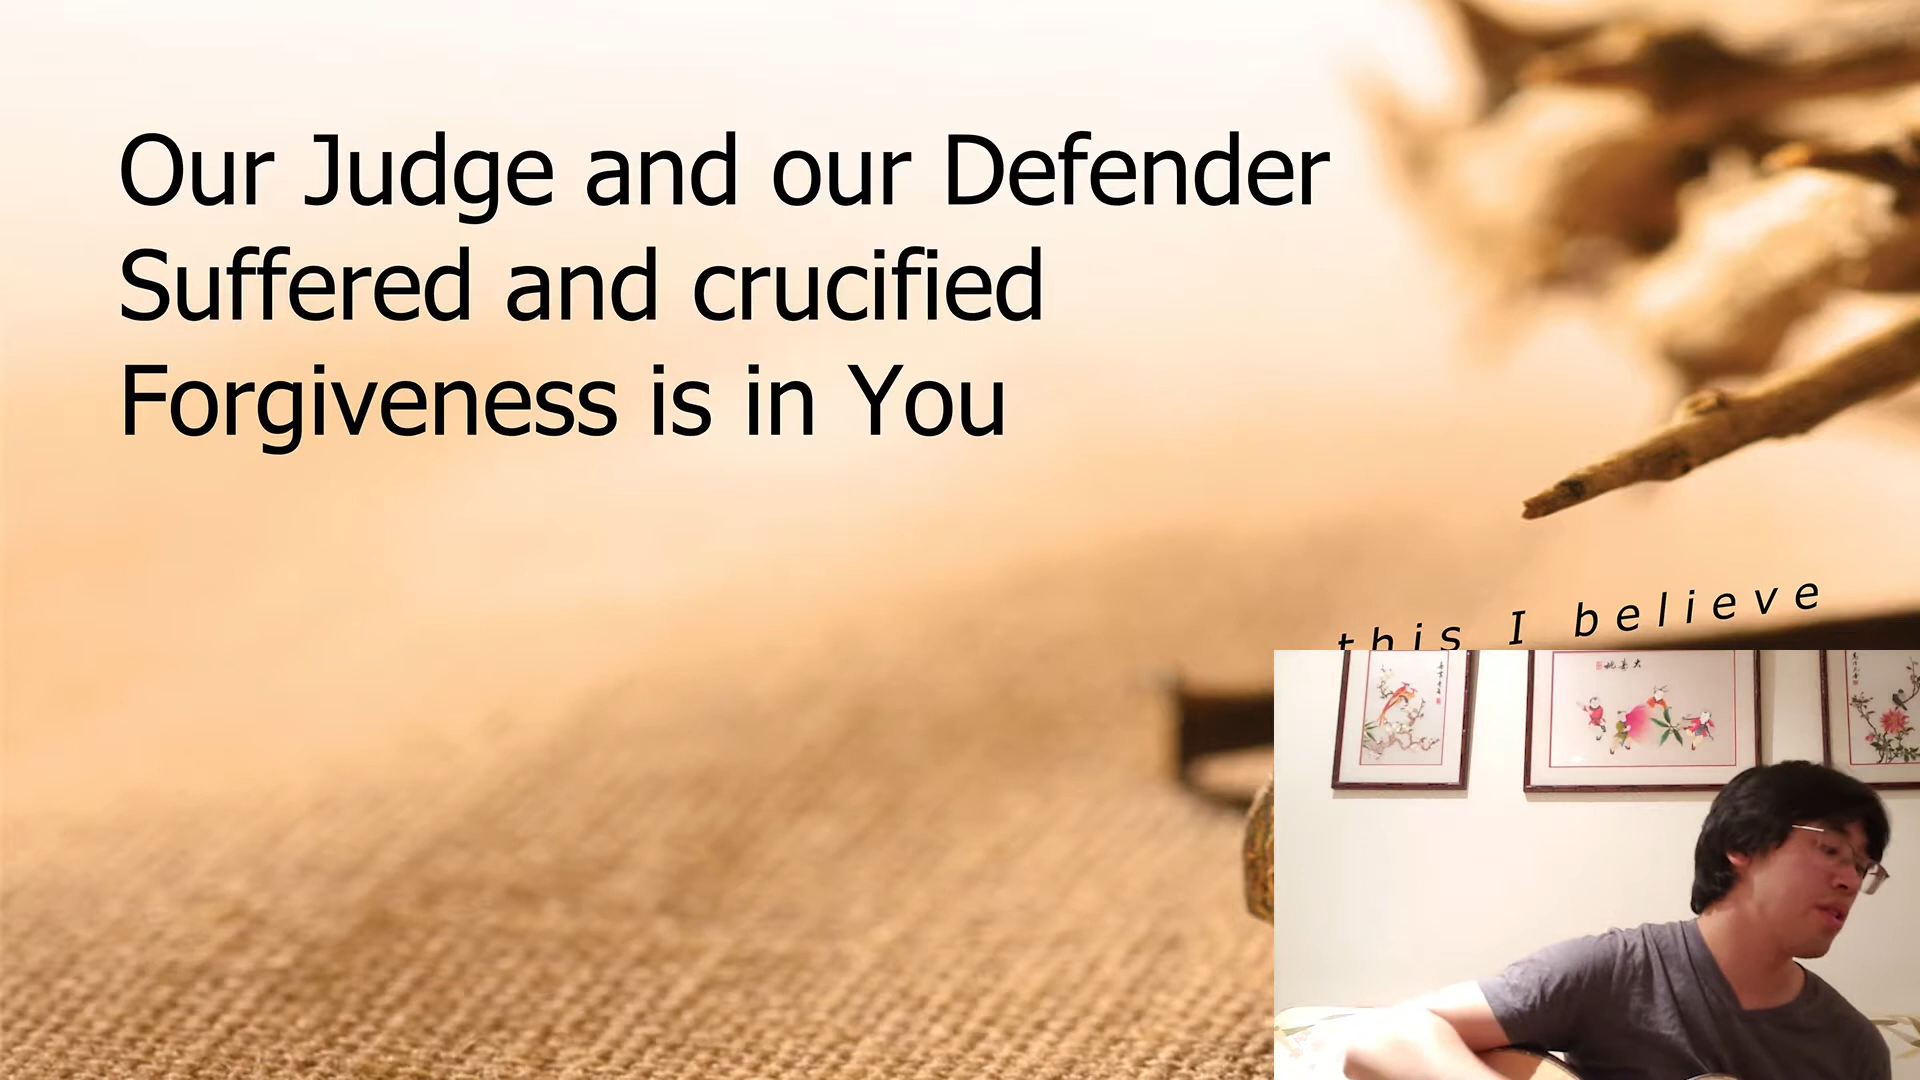 Our Judge and our Defender
Suffered and crucified
Forgiveness is in You
this I believe